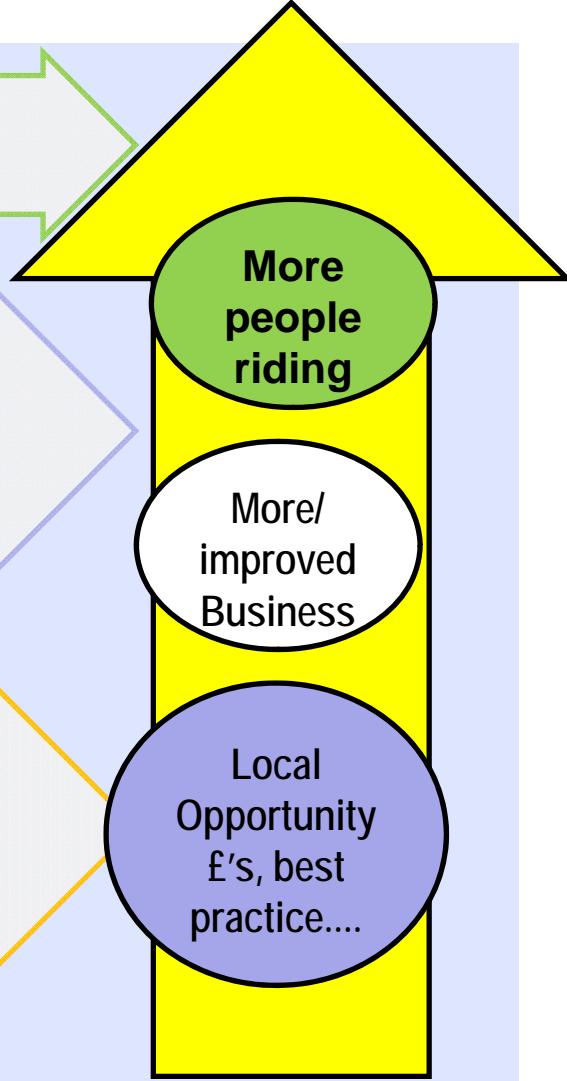 More
people
riding
More/
improved
Business
Local
Opportunity
£'s, best
practice....